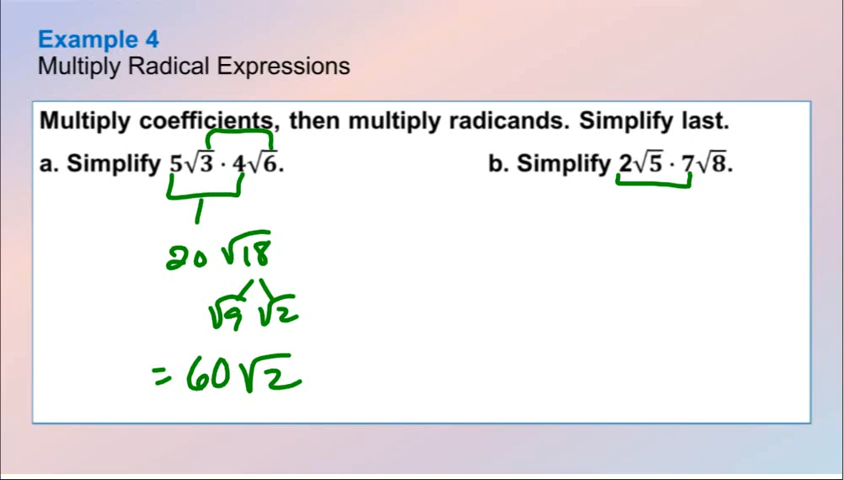 Example 4
Multiply Radical Expressions
Multiply coefficients, then multiply radicands. Simplify last.
a. Simplify 5√3 · 4√6.
b. Simplify 2√5 · 7√8.
20 √18
√9 √2
= 60√2